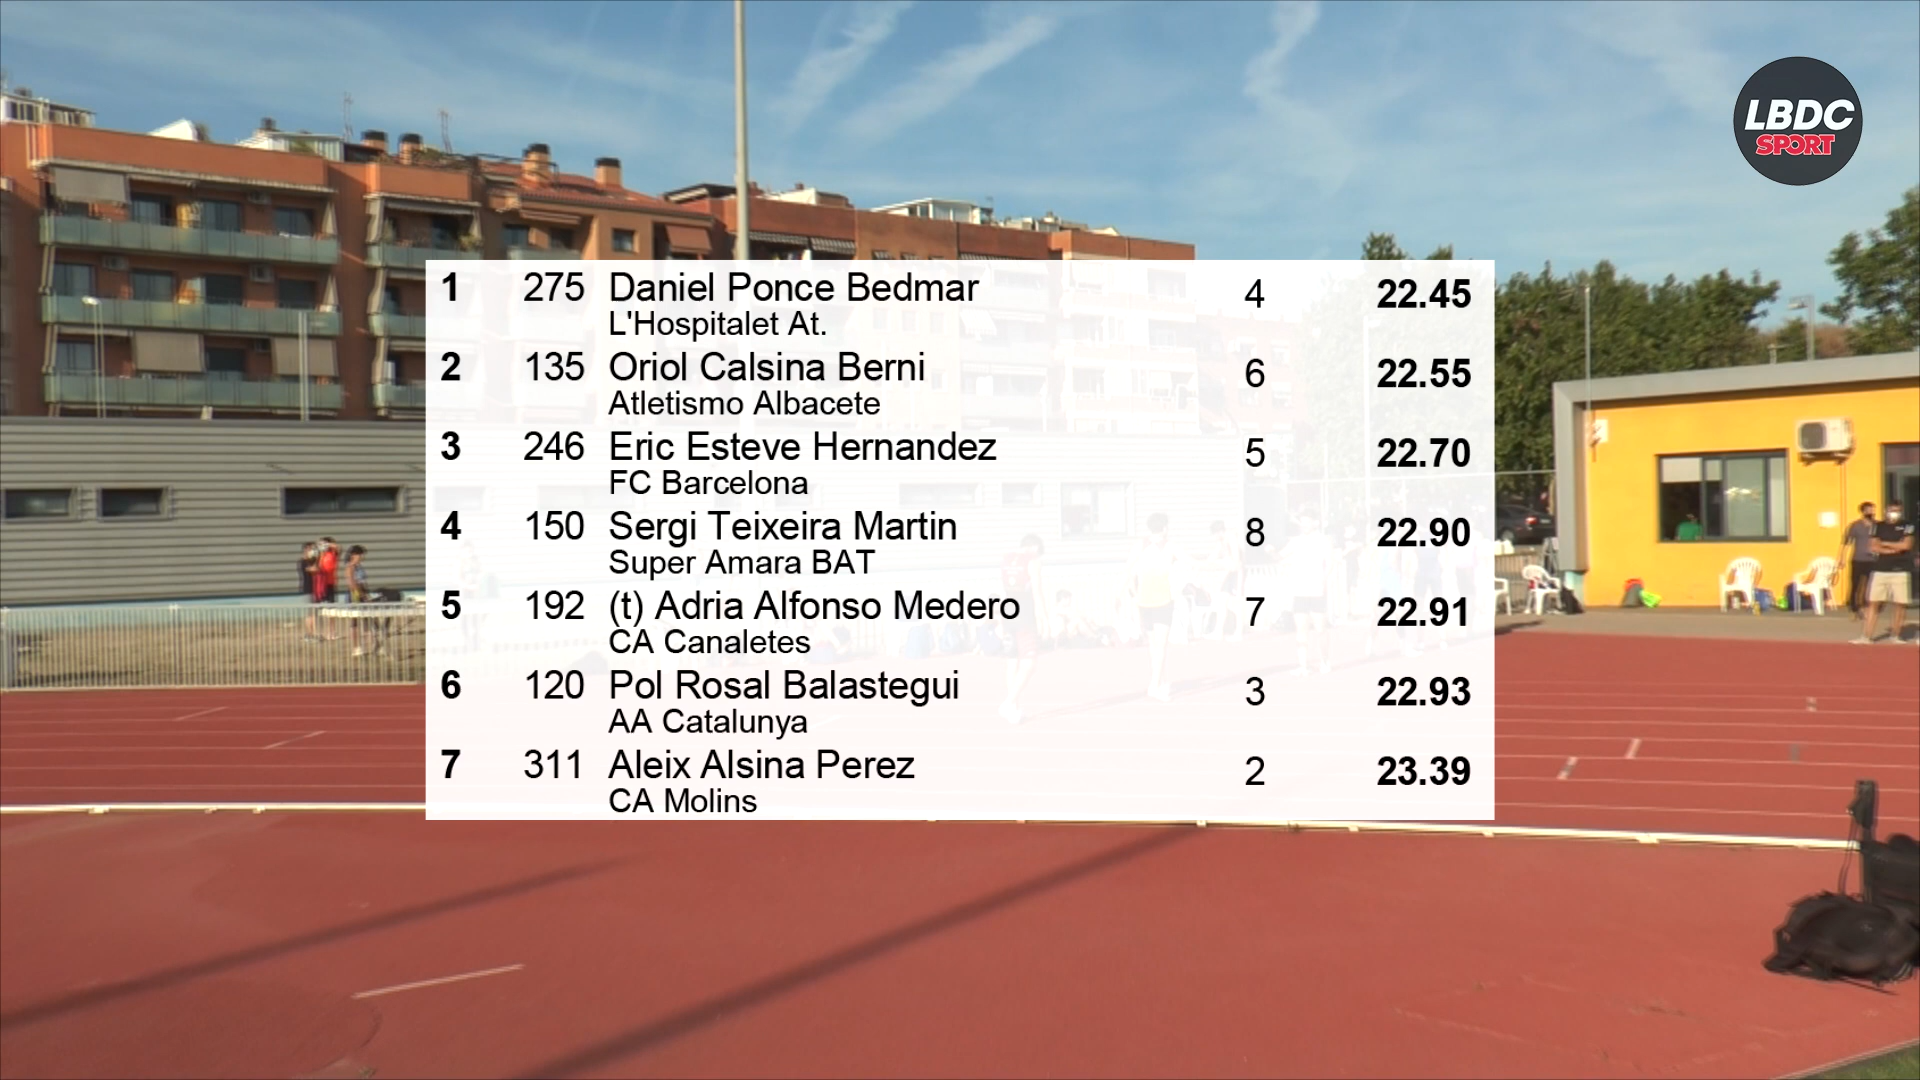 LBDC
SPORT
1 275 Daniel Ponce Bedmar 4 22.45
L'Hospitalet At.
2 135 Oriol Calsina Berni 6 22.55
Atletismo Albacete
3 246 Eric Esteve Hernandez 5 22.70
FC Barcelona
4 150 Sergi Teixeira Martin 8 22.90
Super Amara BAT
5 192 (t) Adria Alfonso Medero 7 22.91
CA Canaletes
6 120 Pol Rosal Balastegui 3 22.93
AA Catalunya
7 311 Aleix Alsina Perez 2 23.39
CA Molins